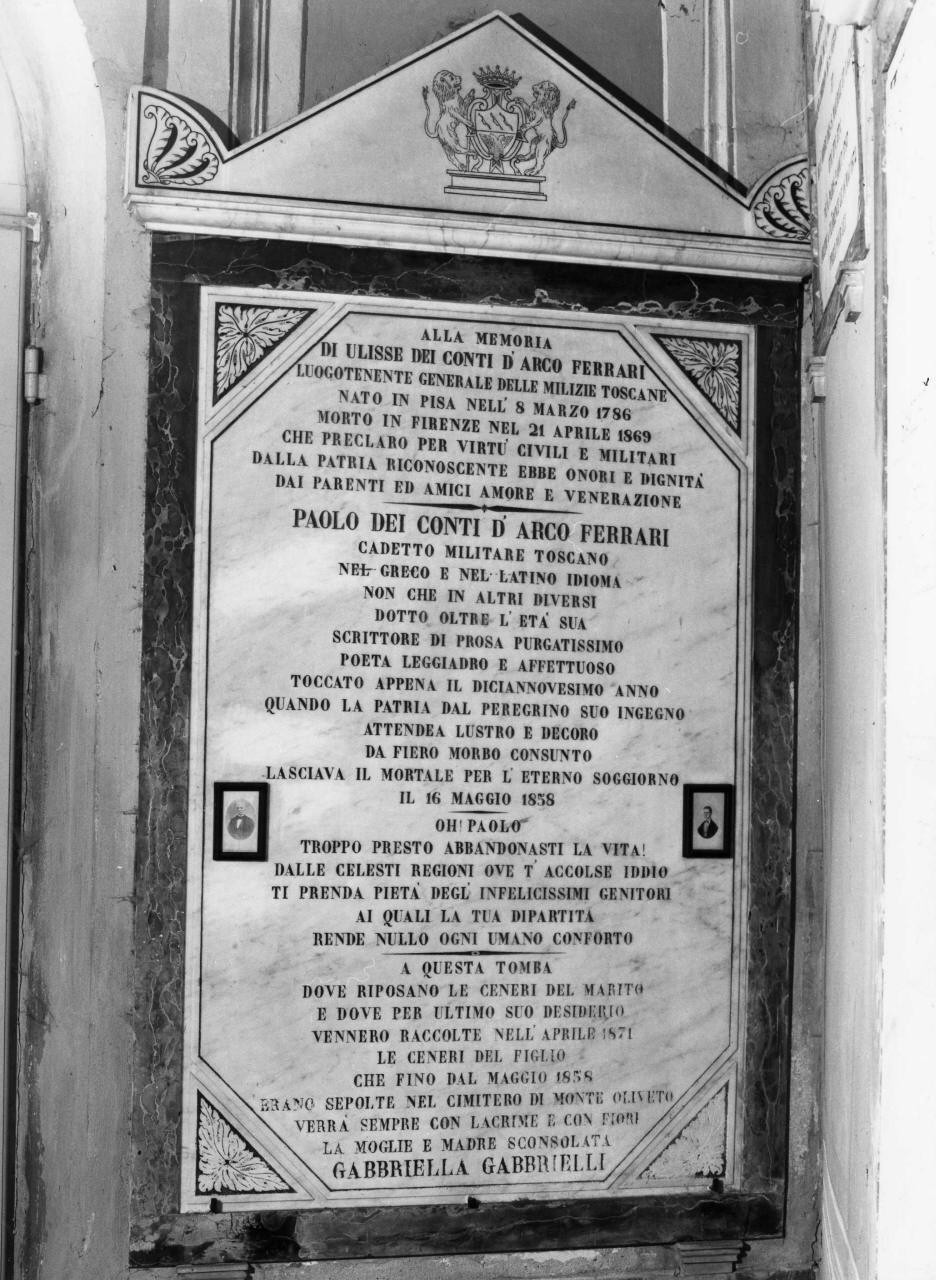 ALLA MEMORIA
DI ULISSE DEI CONTI D'ARCO FERRARI
LUOGOTENENTE GENERALE DELLE MILIZIE TOSCANE
NATO IN PISA NELL' 8 MARZO 1786
MORTO IN FIRENZE NEL 21 APRILE 1869
CHE PRECLARO PER VIRTU' CIVILI E MILITARI
DALLA PATRIA RICONOSCENTE EBBE ONORI E DIGNITÀ
DAI PARENTI ED AMICI AMORE E VENERAZIONE
PAOLO DEI CONTI D'ARCO FERRARI
CADETTO MILITARE TOSCANO
NEL GRECO E NEL LATINO IDIOMA
NON CHE IN ALTRI DIVERSI
DOTTO OLTRE L'ETÀ SUA
SCRITTORE DI PROSA PURGATISSIMO
POETA LEGGIADRO E AFFETTUOSO
TOCCATO APPENA IL DICIANNOVESIMO ANNO
QUANDO LA PATRIA DAL PEREGRINO SUO INGEGNO
ATTENDEA LUSTRO E DECORO
DA FIERO MORBO CONSUNTO
LASCIAVA IL MORTALE PER L'ETERNO SOGGIORNO
IL 16 MAGGIO 1858
OH! PAOLO
TROPPO PRESTO ABBANDONASTI LA VITA!
DALLE CELESTI REGIONI OVE T'ACCOLSE IDDIO
TI PRENDA PIETÀ DEGL' INFELICISSIMI GENITORI
AI QUALI LA TUA DIPARTITA
RENDE NULLO OGNI UMANO CONFORTO
A QUESTA TOMBA
DOVE RIPOSANO LE CENERI DEL MARITO
E DOVE PER ULTIMO SUO DESIDERIO
VENNERO RACCOLTE NELL'APRILE 1871
LE CENERI DEL FIGLIO
CHE FINO DAL MAGGIO 1858
ERANO SEPOLTE NEL CIMITERO DI MONTE OLIVETO
VERRÀ SEMPRE CON LACRIME E CON FIORI
LA MOGLIE E MADRE SCONSOLATA
GABBRIELLA GABBRIELLI